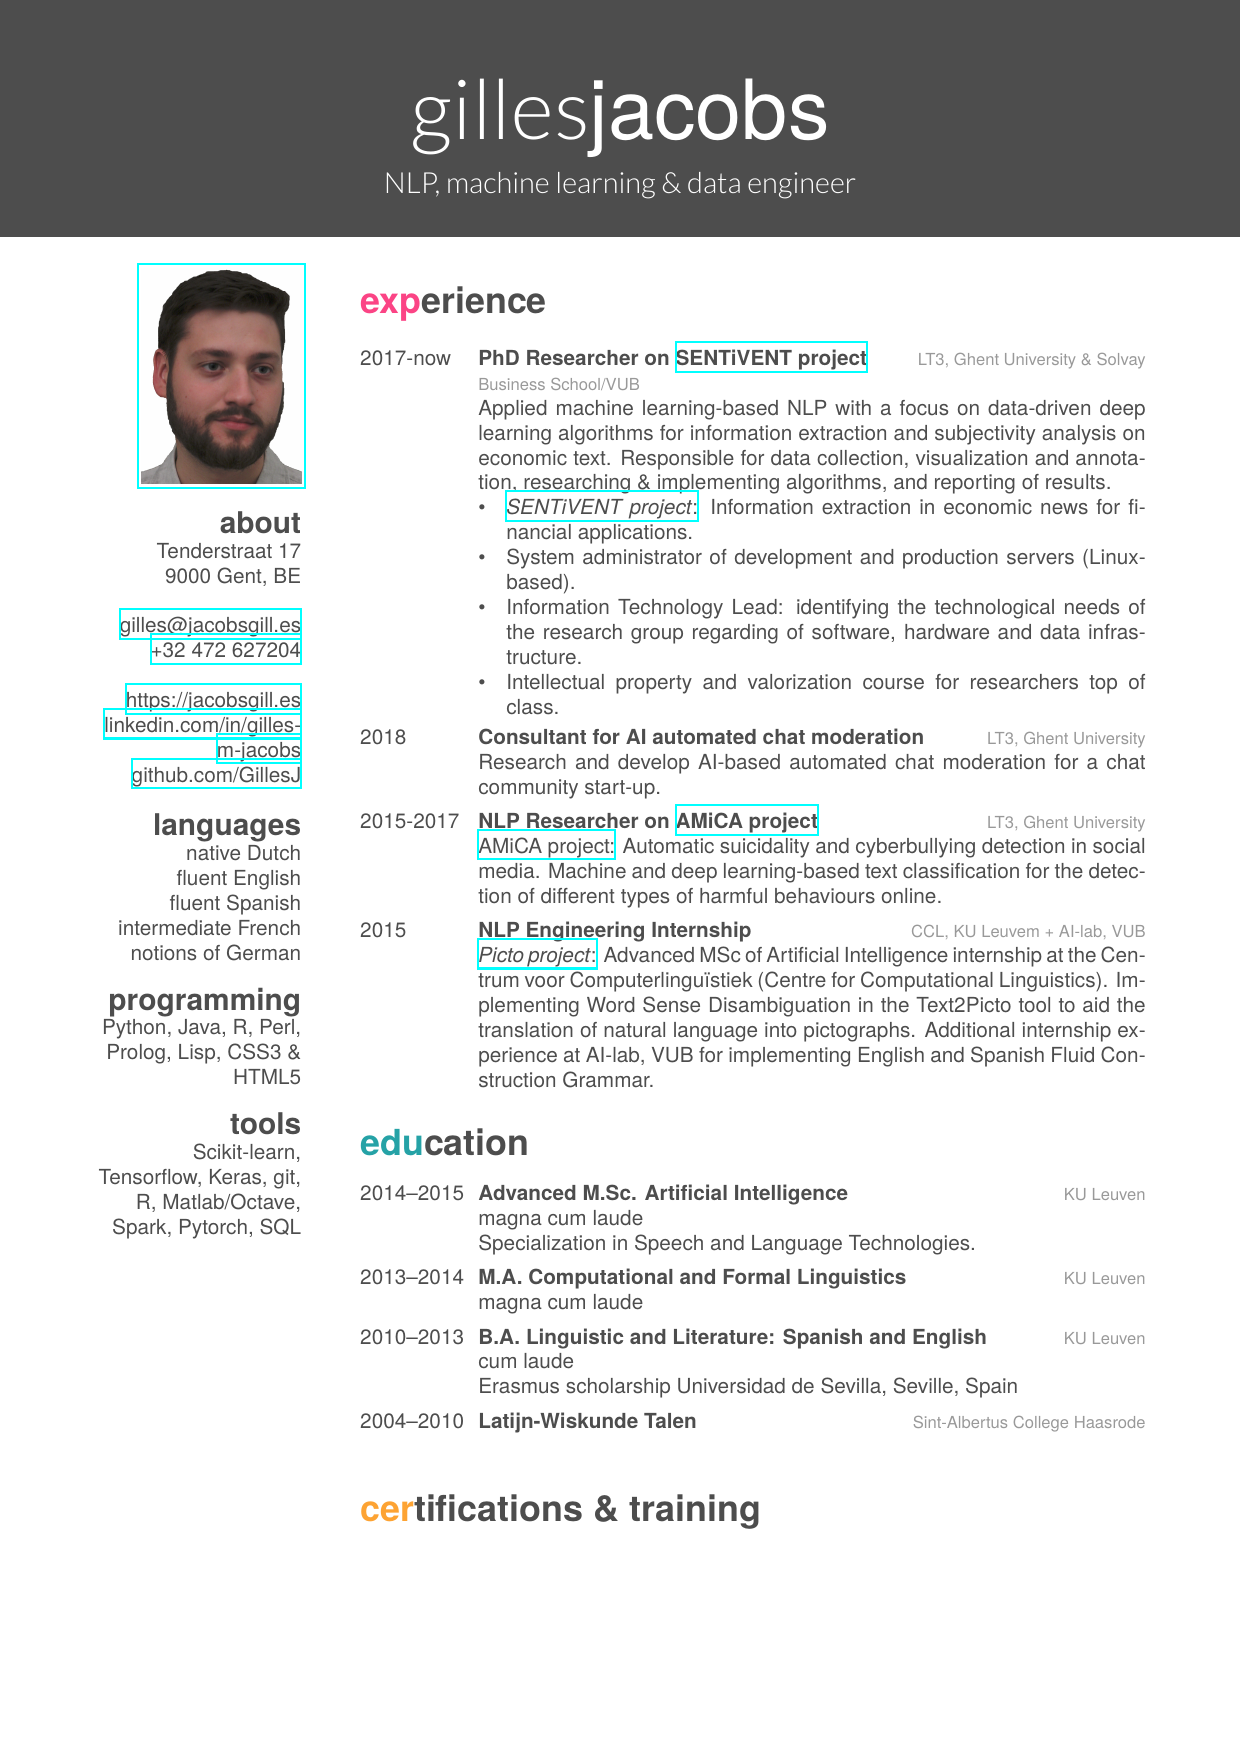 gillesjacobs
NLP, machine learning & data engineer
about
Tenderstraat 17
9000 Gent, BE
gilles@jacobsgill.es
+32 472 627204
https://jacobsgill.es
linkedin.com/in/gilles-
m-jacobs
github.com/GillesJ
languages
native Dutch
fluent English
fluent Spanish
intermediate French
notions of German
programming
Python, Java, R, Perl,
Prolog, Lisp, CSS3 &
HTML5
tools
Scikit-learn,
Tensorflow, Keras, git,
R, Matlab/Octave,
Spark, Pytorch, SQL
experience
2017-now PhD Researcher on SENTiVENT project LT3, Ghent University & Solvay
Business School/VUB
Applied machine learning-based NLP with a focus on data-driven deep
learning algorithms for information extraction and subjectivity analysis on
economic text. Responsible for data collection, visualization and annota-
tion, researching & implementing algorithms, and reporting of results.
• SENTiVENT project: Information extraction in economic news for fi-
nancial applications.
• System administrator of development and production servers (Linux-
based).
• Information Technology Lead: identifying the technological needs of
the research group regarding of software, hardware and data infras-
tructure.
• Intellectual property and valorization course for researchers top of
class.
2018 Consultant for AI automated chat moderation LT3, Ghent University
Research and develop AI-based automated chat moderation for a chat
community start-up.
2015-2017 NLP Researcher on AMiCA project LT3, Ghent University
AMiCA project: Automatic suicidality and cyberbullying detection in social
media. Machine and deep learning-based text classification for the detec-
tion of different types of harmful behaviours online.
2015 NLP Engineering Internship CCL, KU Leuvem + AI-lab, VUB
Picto project: Advanced MSc of Artificial Intelligence internship at the Cen-
trum voor Computerlinguïstiek (Centre for Computational Linguistics). Im-
plementing Word Sense Disambiguation in the Text2Picto tool to aid the
translation of natural language into pictographs. Additional internship ex-
perience at AI-lab, VUB for implementing English and Spanish Fluid Con-
struction Grammar.
education
2014–2015 Advanced M.Sc. Artificial Intelligence KU Leuven
magna cum laude
Specialization in Speech and Language Technologies.
2013–2014 M.A. Computational and Formal Linguistics KU Leuven
magna cum laude
2010–2013 B.A. Linguistic and Literature: Spanish and English KU Leuven
cum laude
Erasmus scholarship Universidad de Sevilla, Seville, Spain
2004–2010 Latijn-Wiskunde Talen Sint-Albertus College Haasrode
certifications & training